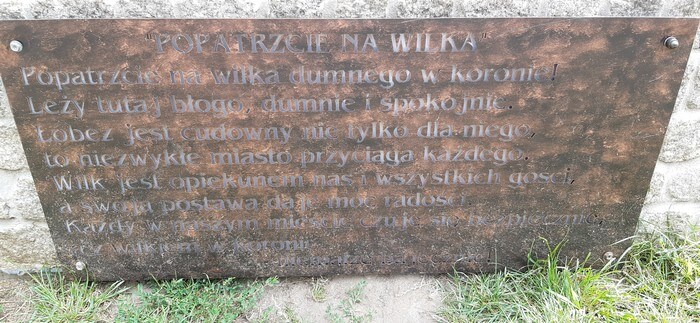 "POPATRZCIE NA WILKA"
Popatrzcie na wilka dumnego w koronie!
Leży tutaj błogo, dumnie i spokojnie.
Łobez jest cudowny nie tylko dla niego,
to niezwykłe miasto przyciąga każdego.
Wilk jest opiekunem nas i wszystkich gości,
a swoją postawą daje moc radości.
Każdy w naszym mieście czuje się bezpiecznie,
z wilkiem w koronie